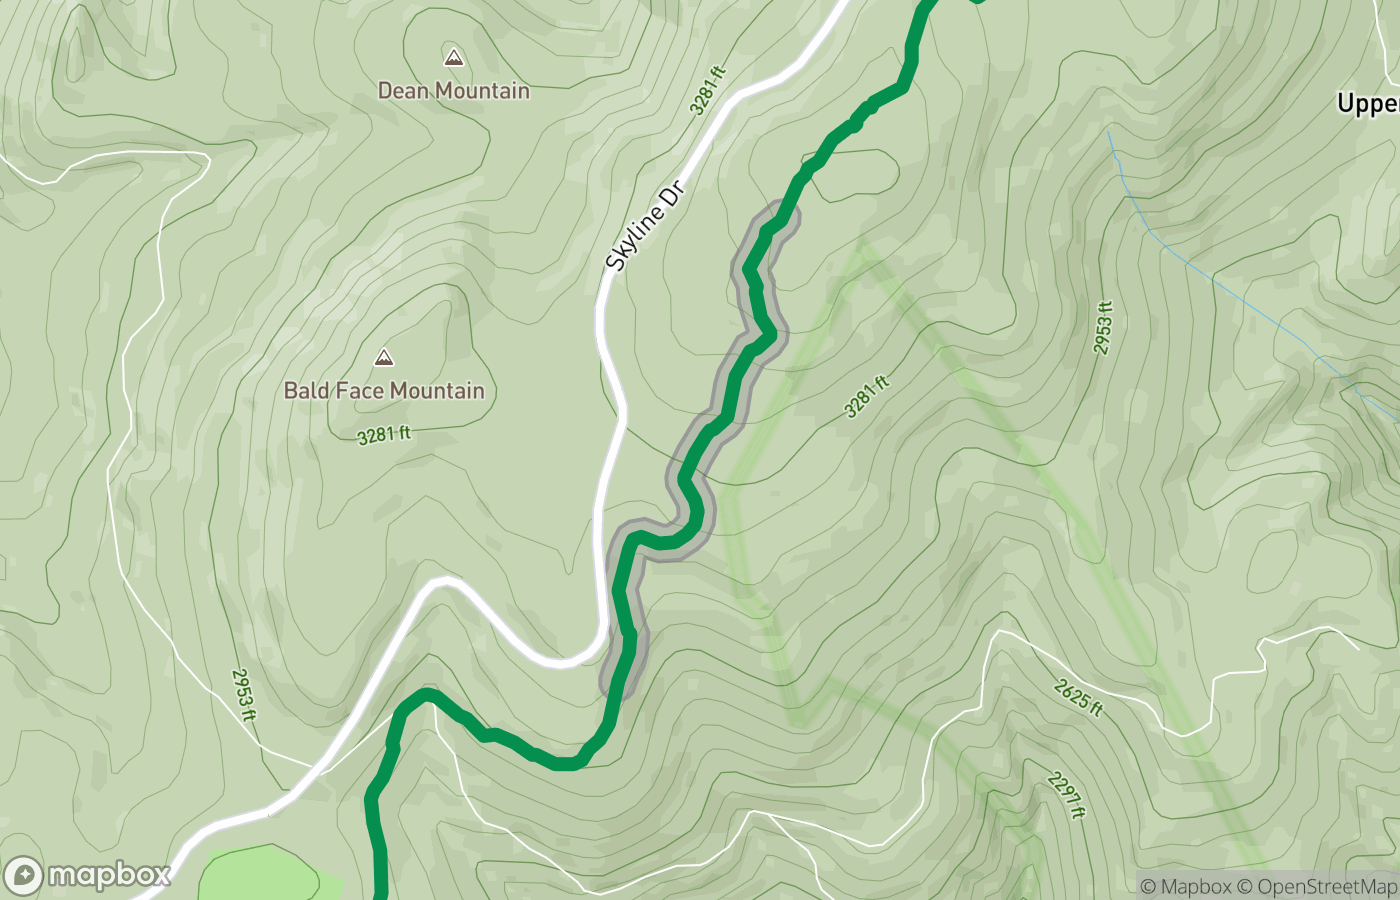 Dean Mountain
3281 ft
Upper
Skyline Dr
2953 ft
Bald Face Mountain
3281 ft
3281 ft
2953 ft
2625 ft
2297 ft
mapbox
© Mapbox © OpenStreetMap